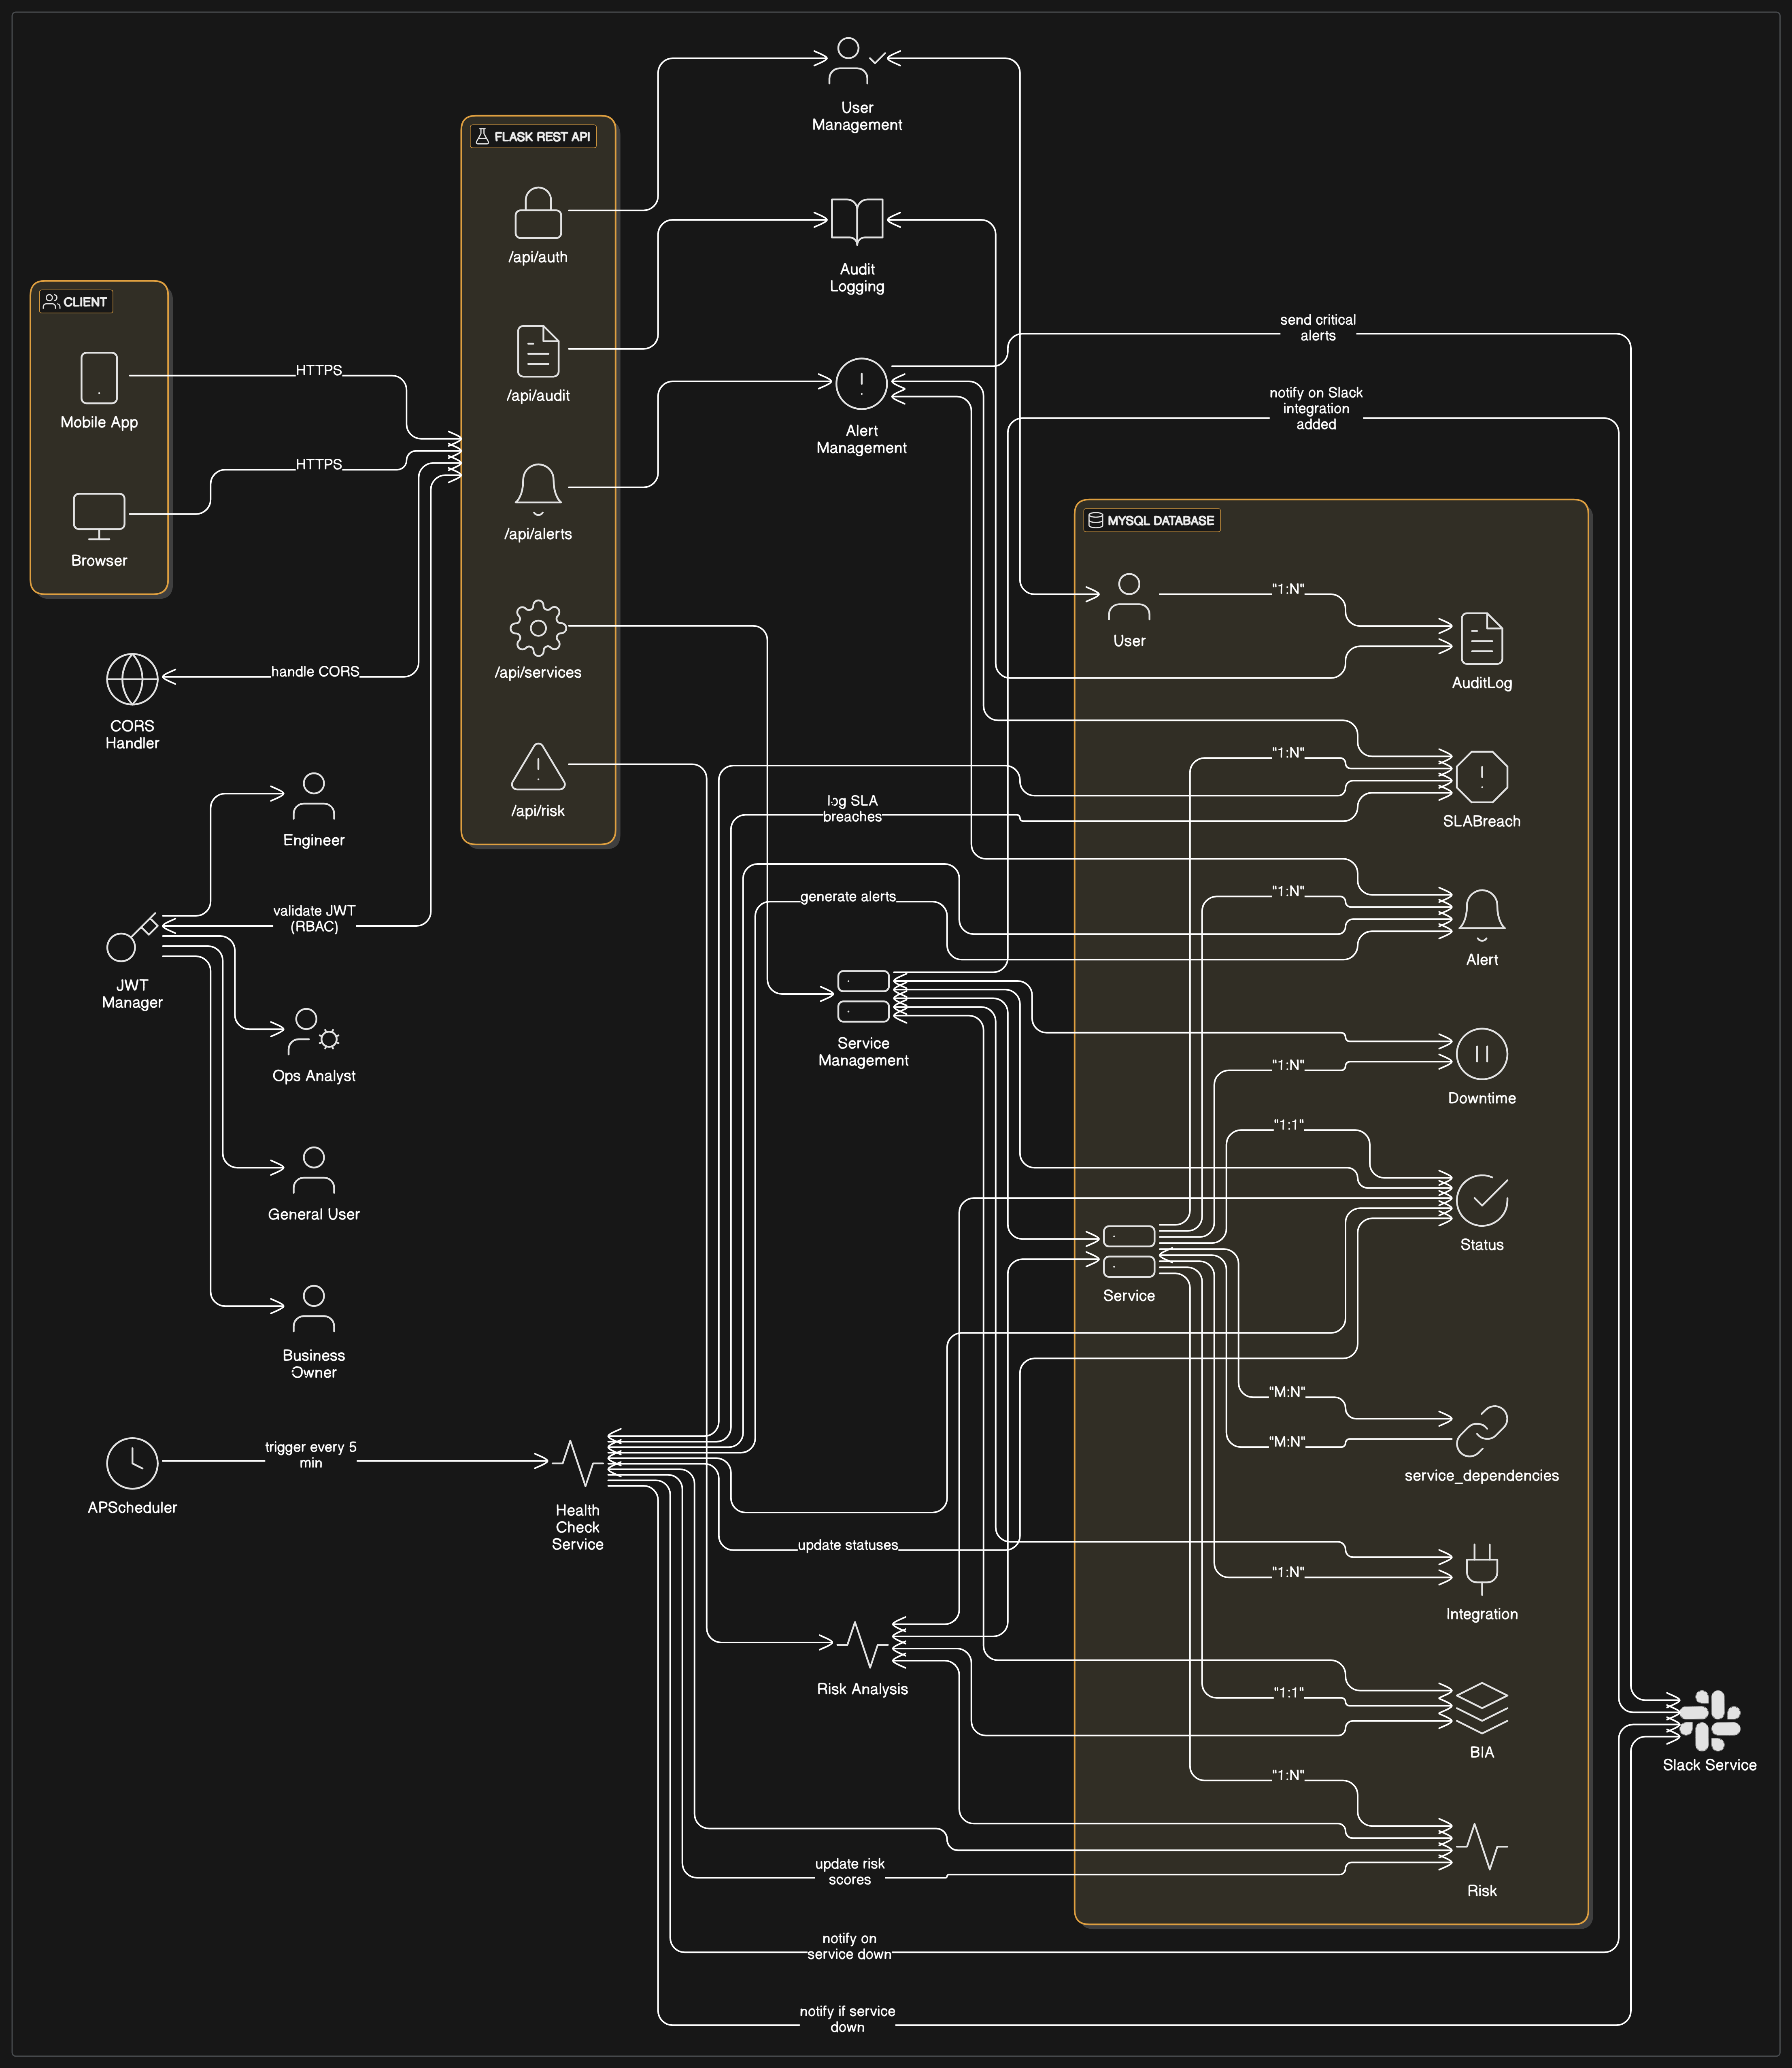 User
Management
FLASK REST API
/api/auth
Audit
Logging
CLIENT
send critical
alerts
HTTPS
Mobile App
/api/audit
notify on Slack
integration
added
Alert
Management
HTTPS
Browser
/api/alerts
MYSQL DATABASE
User
"1:N"
AuditLog
handle CORS
/api/services
CORS
Handler
"1:N"
SLABreach
log SLA
breaches
/api/risk
Engineer
generate alerts
"1:N"
Alert
validate JWT
(RBAC)
JWT
Manager
Service
Management
Ops Analyst
"1:N"
Downtime
"1:1"
General User
Status
Service
Business
Owner
"M:N"
"M:N"
service_dependencies
trigger every 5
min
APScheduler
Health
Check
Service
update statuses
"1:N"
Integration
Risk Analysis
"1:1"
BIA
Slack Service
"1:N"
update risk
scores
Risk
notify on
service down
notify if service
down